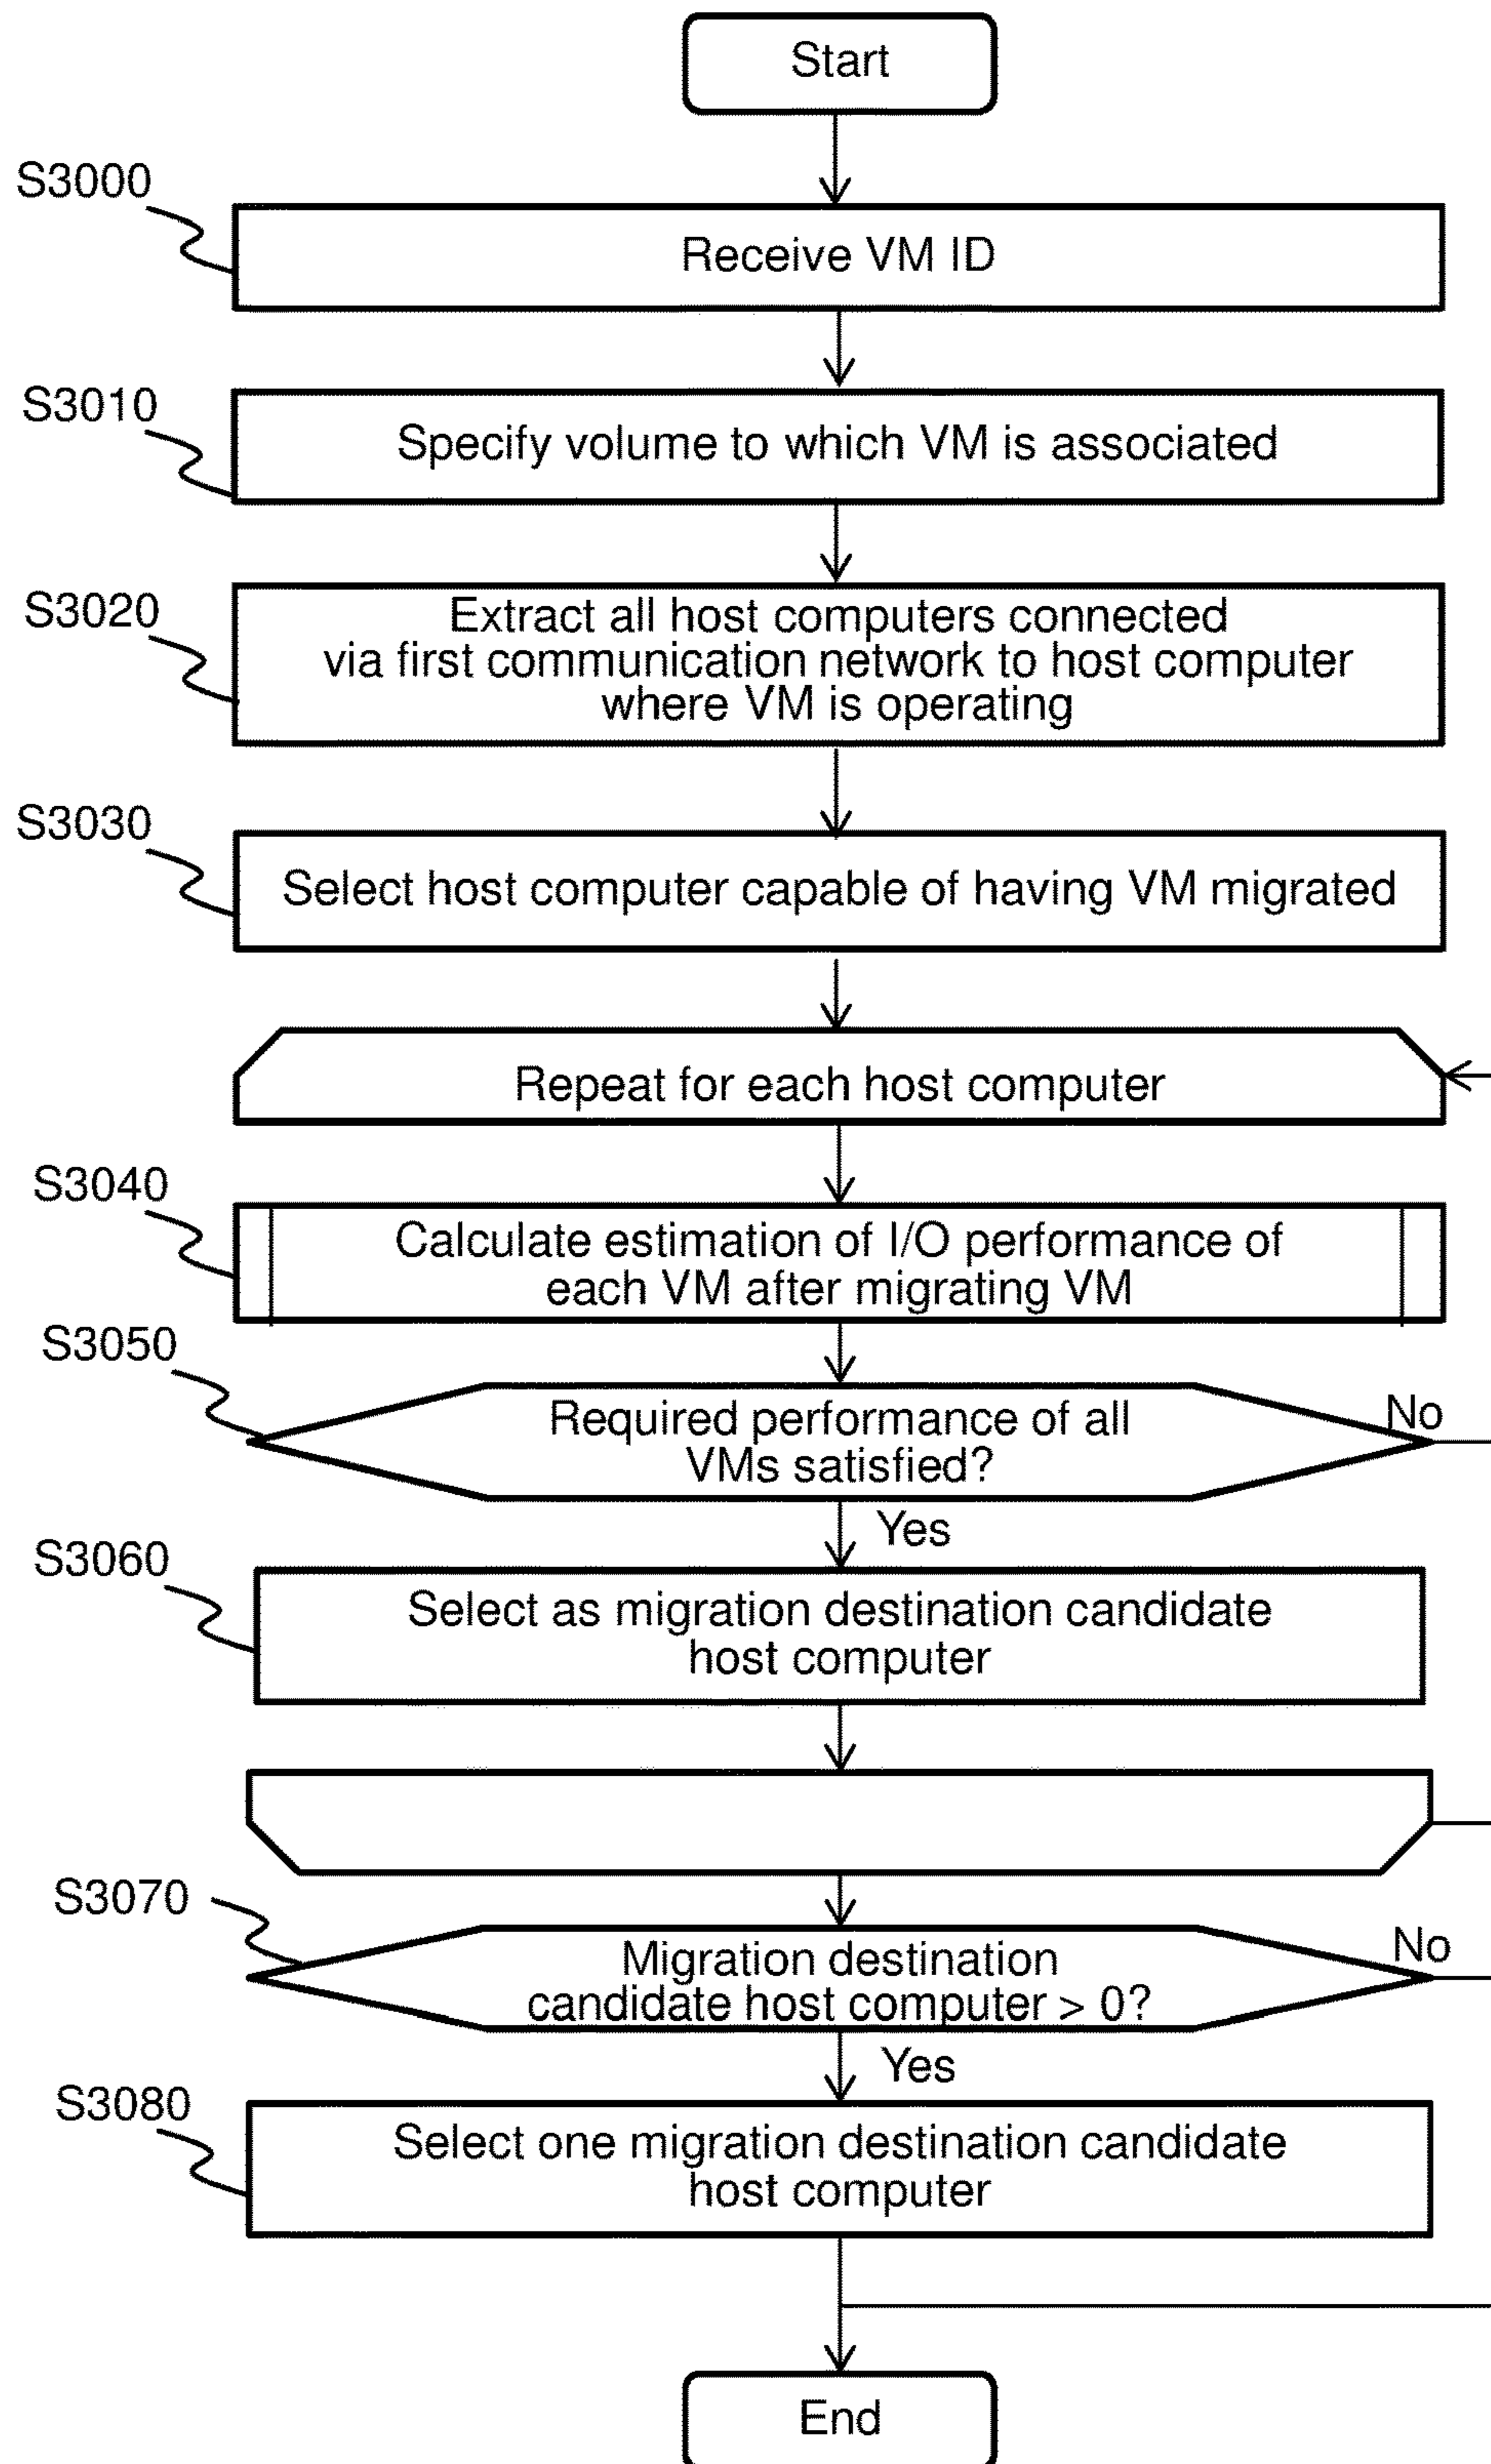 Start
S3000
Receive VM ID
S3010
Specify volume to which VM is associated
S3020
Extract all host computers connected
via first communication network to host computer
where VM is operating
S3030
Select host computer capable of having VM migrated
Repeat for each host computer
S3040
Calculate estimation of I/O performance of
each VM after migrating VM
S3050
Required performance of all
VMs satisfied?
No
Yes
S3060
Select as migration destination candidate
host computer
S3070
Migration destination
candidate host computer > 0?
No
Yes
S3080
Select one migration destination candidate
host computer
End